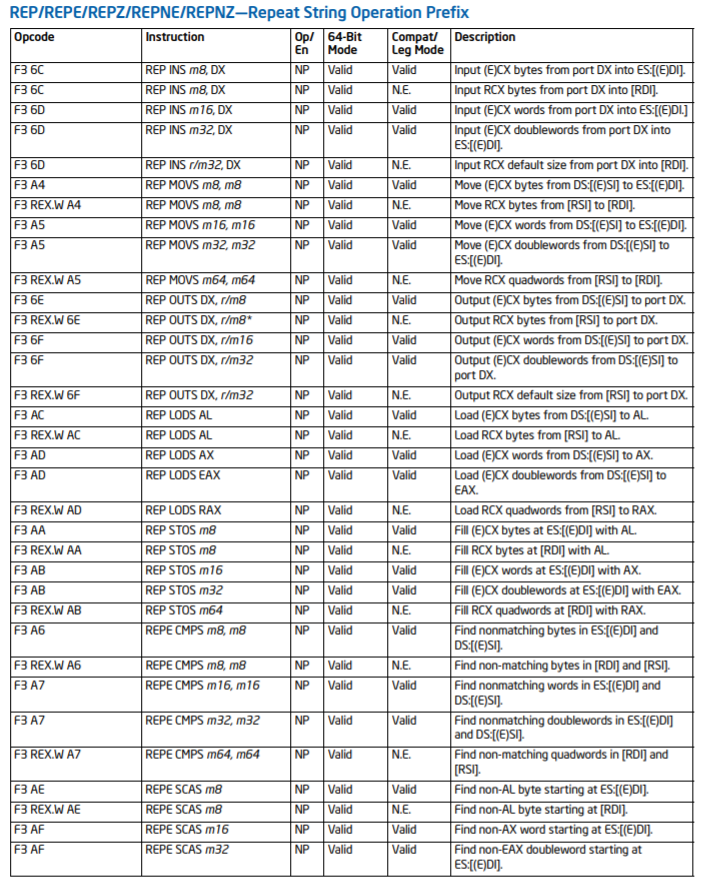 REP/REPE/REPZ/REPNE/REPNZ—Repeat String Operation Prefix
Opcode Instruction Op/ 64-Bit Compat/ Description
En Mode Leg Mode
F3 6C REP INS m8, DX NP Valid Valid Input (E)CX bytes from port DX into ES:[(E)DI].
F3 6C REP INS m8, DX NP Valid N.E. Input RCX bytes from port DX into [RDI].
F3 6D REP INS m16, DX NP Valid Valid Input (E)CX words from port DX into ES:[(E)DI.]
F3 6D REP INS m32, DX NP Valid Valid Input (E)CX doublewords from port DX into
ES:[(E)DI].
F3 6D REP INS r/m32, DX NP Valid N.E. Input RCX default size from port DX into [RDI].
F3 A4 REP MOVS m8, m8 NP Valid Valid Move (E)CX bytes from DS:[(E)SI] to ES:[(E)DI].
F3 REX.W A4 REP MOVS m8, m8 NP Valid N.E. Move RCX bytes from [RSI] to [RDI].
F3 A5 REP MOVS m16, m16 NP Valid Valid Move (E)CX words from DS:[(E)SI] to ES:[(E)DI].
F3 A5 REP MOVS m32, m32 NP Valid Valid Move (E)CX doublewords from DS:[(E)SI] to
ES:[(E)DI].
F3 REX.W A5 REP MOVS m64, m64 NP Valid N.E. Move RCX quadwords from [RSI] to [RDI].
F3 6E REP OUTS DX, r/m8 NP Valid Valid Output (E)CX bytes from DS:[(E)SI] to port DX.
F3 REX.W 6E REP OUTS DX, r/m8* NP Valid N.E. Output RCX bytes from [RSI] to port DX.
F3 6F REP OUTS DX, r/m16 NP Valid Valid Output (E)CX words from DS:[(E)SI] to port DX.
F3 6F REP OUTS DX, r/m32 NP Valid Valid Output (E)CX doublewords from DS:[(E)SI] to
port DX.
F3 REX.W 6F REP OUTS DX, r/m32 NP Valid N.E. Output RCX default size from [RSI] to port DX.
F3 AC REP LODS AL NP Valid Valid Load (E)CX bytes from DS:[(E)SI] to AL.
F3 REX.W AC REP LODS AL NP Valid N.E. Load RCX bytes from [RSI] to AL.
F3 AD REP LODS AX NP Valid Valid Load (E)CX words from DS:[(E)SI] to AX.
F3 AD REP LODS EAX NP Valid Valid Load (E)CX doublewords from DS:[(E)SI] to
EAX.
F3 REX.W AD REP LODS RAX NP Valid N.E. Load RCX quadwords from [RSI] to RAX.
F3 AA REP STOS m8 NP Valid Valid Fill (E)CX bytes at ES:[(E)DI] with AL.
F3 REX.W AA REP STOS m8 NP Valid N.E. Fill RCX bytes at [RDI] with AL.
F3 AB REP STOS m16 NP Valid Valid Fill (E)CX words at ES:[(E)DI] with AX.
F3 AB REP STOS m32 NP Valid Valid Fill (E)CX doublewords at ES:[(E)DI] with EAX.
F3 REX.W AB REP STOS m64 NP Valid N.E. Fill RCX quadwords at [RDI] with RAX.
F3 A6 REPE CMPS m8, m8 NP Valid Valid Find nonmatching bytes in ES:[(E)DI] and
DS:[(E)SI].
F3 REX.W A6 REPE CMPS m8, m8 NP Valid N.E. Find non-matching bytes in [RDI] and [RSI].
F3 A7 REPE CMPS m16, m16 NP Valid Valid Find nonmatching words in ES:[(E)DI] and
DS:[(E)SI].
F3 A7 REPE CMPS m32, m32 NP Valid Valid Find nonmatching doublewords in ES:[(E)DI]
and DS:[(E)SI].
F3 REX.W A7 REPE CMPS m64, m64 NP Valid N.E. Find non-matching quadwords in [RDI] and
[RSI].
F3 AE REPE SCAS m8 NP Valid Valid Find non-AL byte starting at ES:[(E)DI].
F3 REX.W AE REPE SCAS m8 NP Valid N.E. Find non-AL byte starting at [RDI].
F3 AF REPE SCAS m16 NP Valid Valid Find non-AX word starting at ES:[(E)DI].
F3 AF REPE SCAS m32 NP Valid Valid Find non-EAX doubleword starting at
ES:[(E)DI].